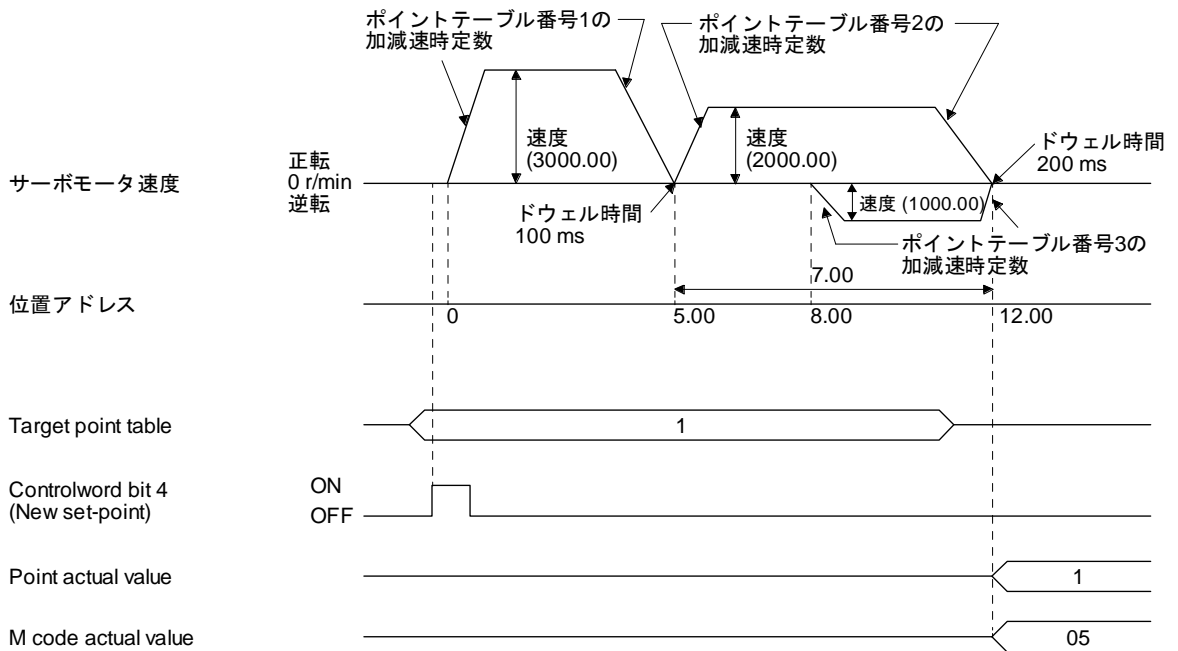 ポイントテーブル番号1の
加減速時定数
ポイントテーブル番号2の
加減速時定数
サーボモータ速度
正転
0 r/min
逆転
速度
(3000.00)
速度
(2000.00)
ドウェル時間
200 ms
ドウェル時間
100 ms
速度 (1000.00)
ポイントテーブル番号3の
加減速時定数
7.00
位置アドレス
0
5.00
8.00
12.00
Target point table
1
Controlword bit 4
(New set-point)
ON
OFF
Point actual value
1
M code actual value
05